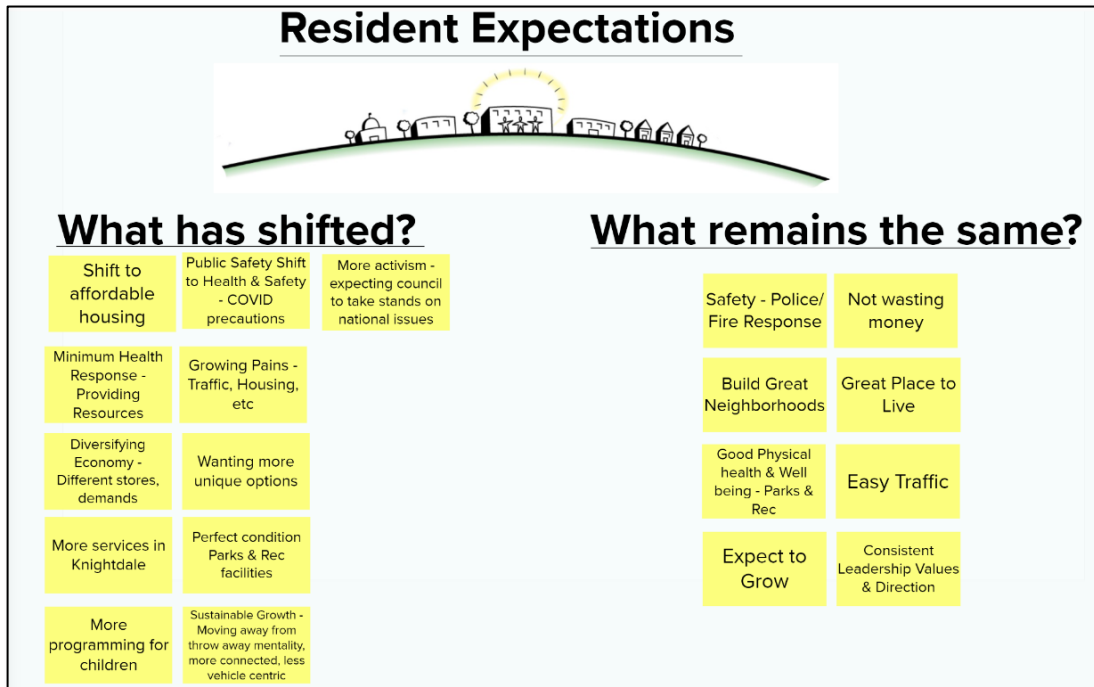 Resident Expectations
What has shifted?
Shift to
affordable
housing
Public Safety Shift
to Health & Safety
- COVID
precautions
More activism -
expecting council
to take stands on
national issues
Minimum Health
Response -
Providing
Resources
Growing Pains -
Traffic, Housing,
etc
Diversifying
Economy -
Different stores,
demands
Wanting more
unique options
More services in
Knightdale
Perfect condition
Parks & Rec
facilities
More
programming for
children
Sustainable Growth -
Moving away from
throw away mentality,
more connected, less
vehicle centric
What remains the same?
Safety - Police/
Fire Response
Not wasting
money
Build Great
Neighborhoods
Great Place to
Live
Good Physical
health & Well
being - Parks &
Rec
Easy Traffic
Expect to
Grow
Consistent
Leadership Values
& Direction